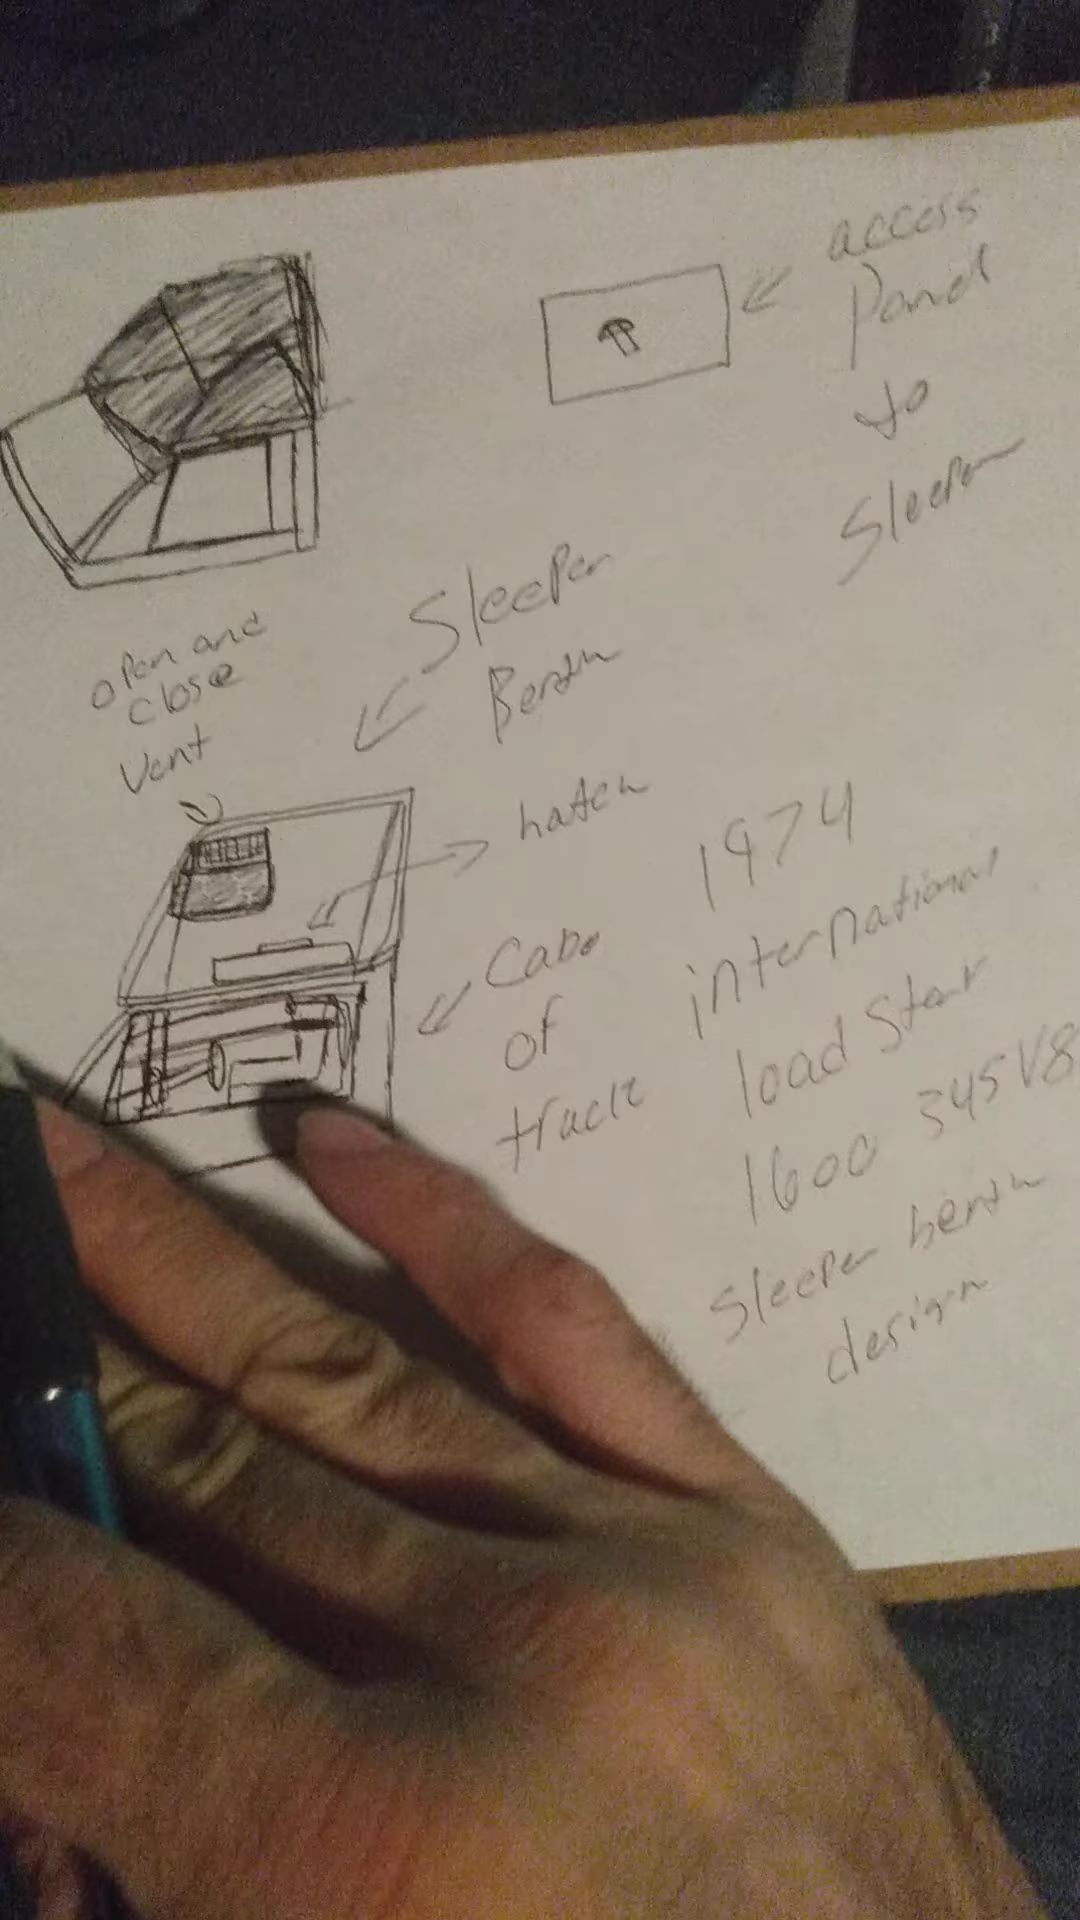 access
Panel
to
Sleeper
Sleeper
Berth
open and
close
vent
hatch
Cabe
of
truck
1974
international
load Star
1600 345 V8
Sleeper berth
design